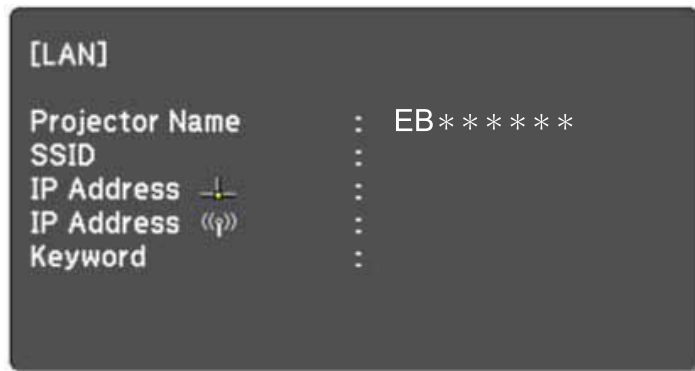 [LAN]
Projector Name : EB******
SSID :
IP Address :
IP Address :
Keyword :